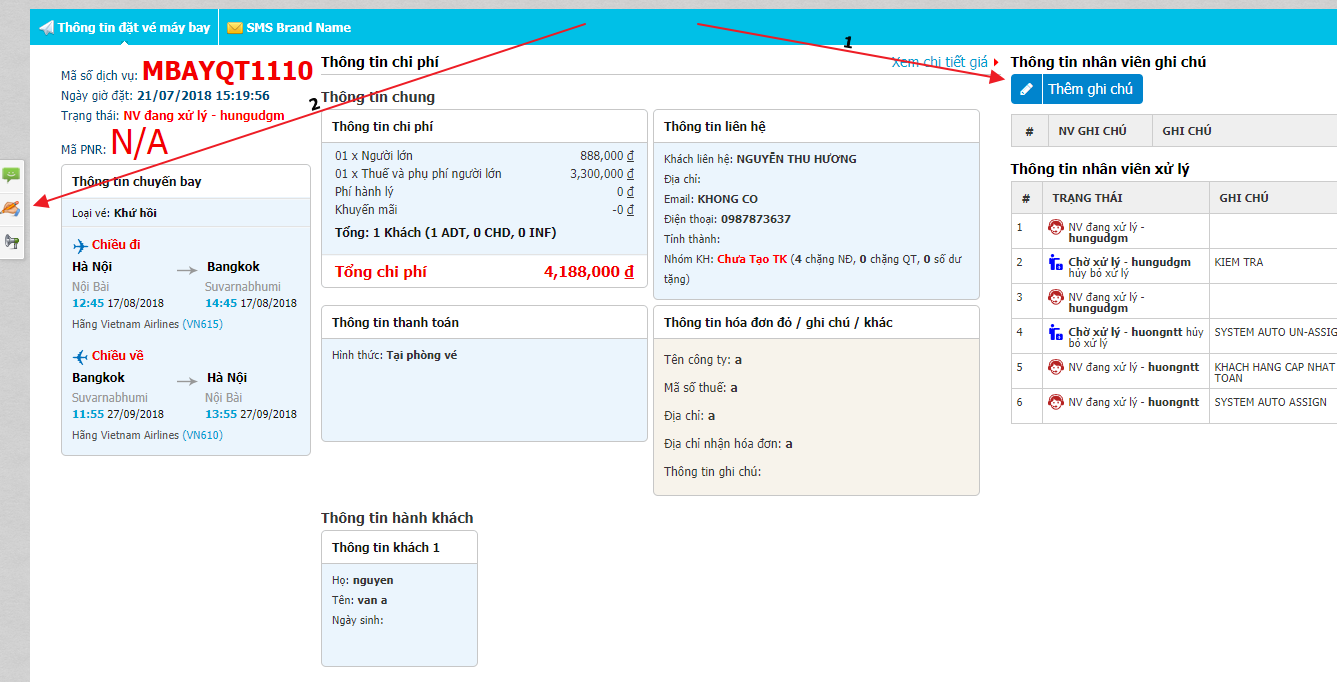 Thông tin đặt vé máy bay
SMS Brand Name
Mã số dịch vụ: MBAYQT1110
Ngày giờ đặt: 21/07/2018 15:19:56
Trạng thái: NV đang xử lý - hungudgm
Mã PNR: N/A
Thông tin chuyến bay
Loại vé: Khứ hồi
Chiều đi
Hà Nội
Bangkok
Nội Bài
Suvarnabhumi
12:45 17/08/2018
14:45 17/08/2018
Hãng Vietnam Airlines (VN615)
Chiều về
Bangkok
Hà Nội
Suvarnabhumi
Nội Bài
11:55 27/09/2018
13:55 27/09/2018
Hãng Vietnam Airlines (VN610)
2
Thông tin chi phí
Xem chi tiết giá
1
Thông tin chung
Thông tin chi phí
01 x Người lớn 888,000 đ
01 x Thuế và phụ phí người lớn 3,300,000 đ
Phí hành lý 0 đ
Khuyến mãi -0 đ
Tổng: 1 Khách (1 ADT, 0 CHD, 0 INF)
Tổng chi phí 4,188,000 đ
Thông tin liên hệ
Khách liên hệ: NGUYỄN THU HƯƠNG
Địa chỉ:
Email: KHONG CO
Điện thoại: 0987873637
Tỉnh thành:
Nhóm KH: Chưa Tạo TK (4 chặng NĐ, 0 chặng QT, 0 số dư
tặng)
Thông tin thanh toán
Hình thức: Tại phòng vé
Thông tin hóa đơn đỏ / ghi chú / khác
Tên công ty: a
Mã số thuế: a
Địa chỉ: a
Địa chỉ nhận hóa đơn: a
Thông tin ghi chú:
Thông tin hành khách
Thông tin khách 1
Họ: nguyen
Tên: van a
Ngày sinh:
Thông tin nhân viên ghi chú
Thêm ghi chú
# NV GHI CHÚ GHI CHÚ
Thông tin nhân viên xử lý
# TRẠNG THÁI GHI CHÚ
1 NV đang xử lý -
hungudgm
2 Chờ xử lý - hungudgm KIEM TRA
hủy bỏ xử lý
3 NV đang xử lý -
hungudgm
4 Chờ xử lý - huongntt hủy SYSTEM AUTO UN-ASSIG
bỏ xử lý
5 NV đang xử lý - huongntt KHACH HANG CAP NHAT
TOAN
6 NV đang xử lý - huongntt SYSTEM AUTO ASSIGN